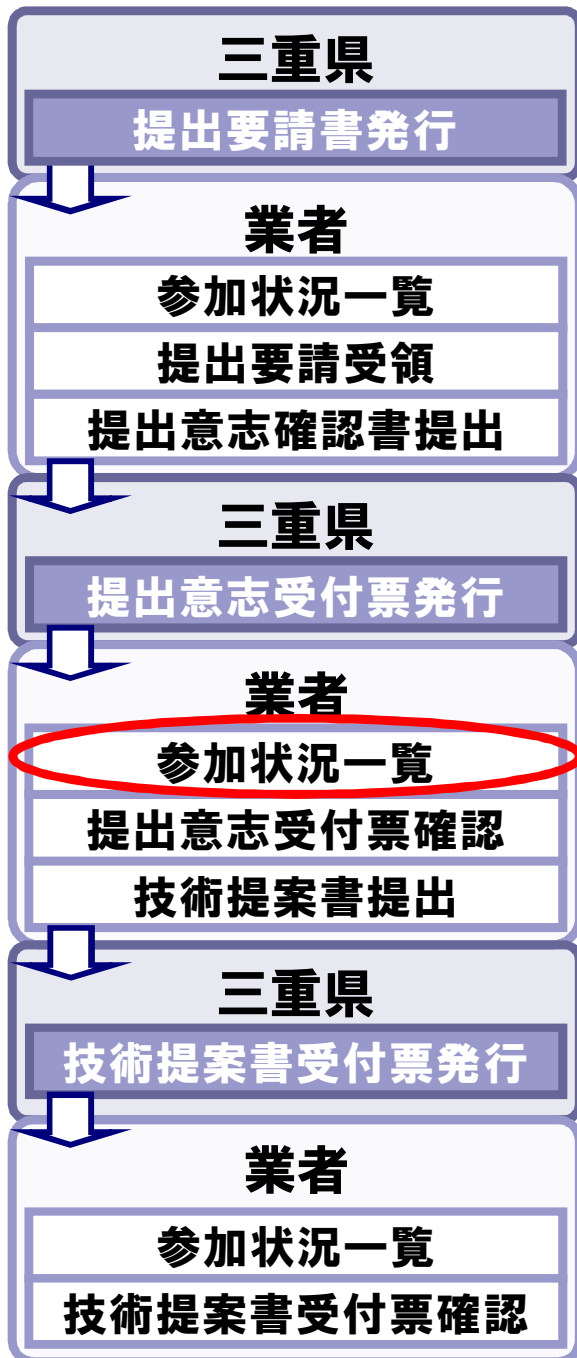 三重県
提出要請書発行
業者
参加状況一覧
提出要請受領
提出意志確認書提出
三重県
提出意志受付票発行
業者
参加状況一覧
提出意志受付票確認
技術提案書提出
三重県
技術提案書受付票発行
業者
参加状況一覧
技術提案書受付票確認